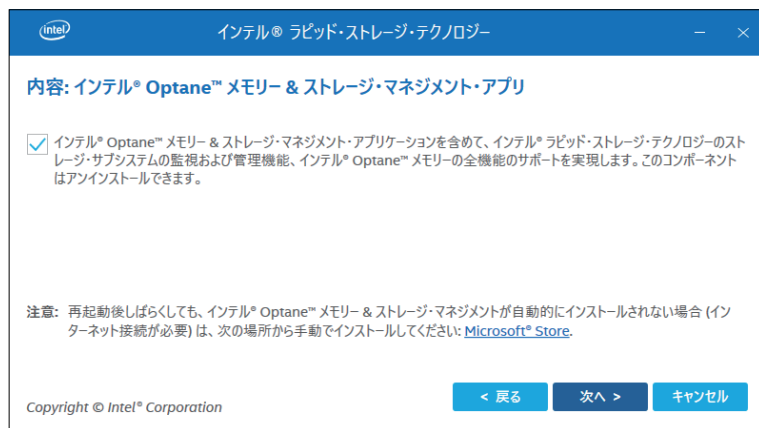 intel
インテル® ラピッド・ストレージ・テクノロジー
内容: インテル® Optane™ メモリー & ストレージ・マネジメント・アプリ
インテル® Optane™ メモリー & ストレージ・マネジメント・アプリケーションを含めて、インテル® ラピッド・ストレージ・テクノロジーのスト
レージ・サブシステムの監視および管理機能、インテル® Optane™ メモリーの全機能のサポートを実現します。このコンポーネント
はアンインストールできます。
注意: 再起動後しばらくしても、インテル® Optane™ メモリー & ストレージ・マネジメントが自動的にインストールされない場合 (イン
ターネット接続が必要) は、次の場所から手動でインストールしてください: Microsoft® Store.
< 戻る
次へ >
キャンセル
Copyright © Intel® Corporation